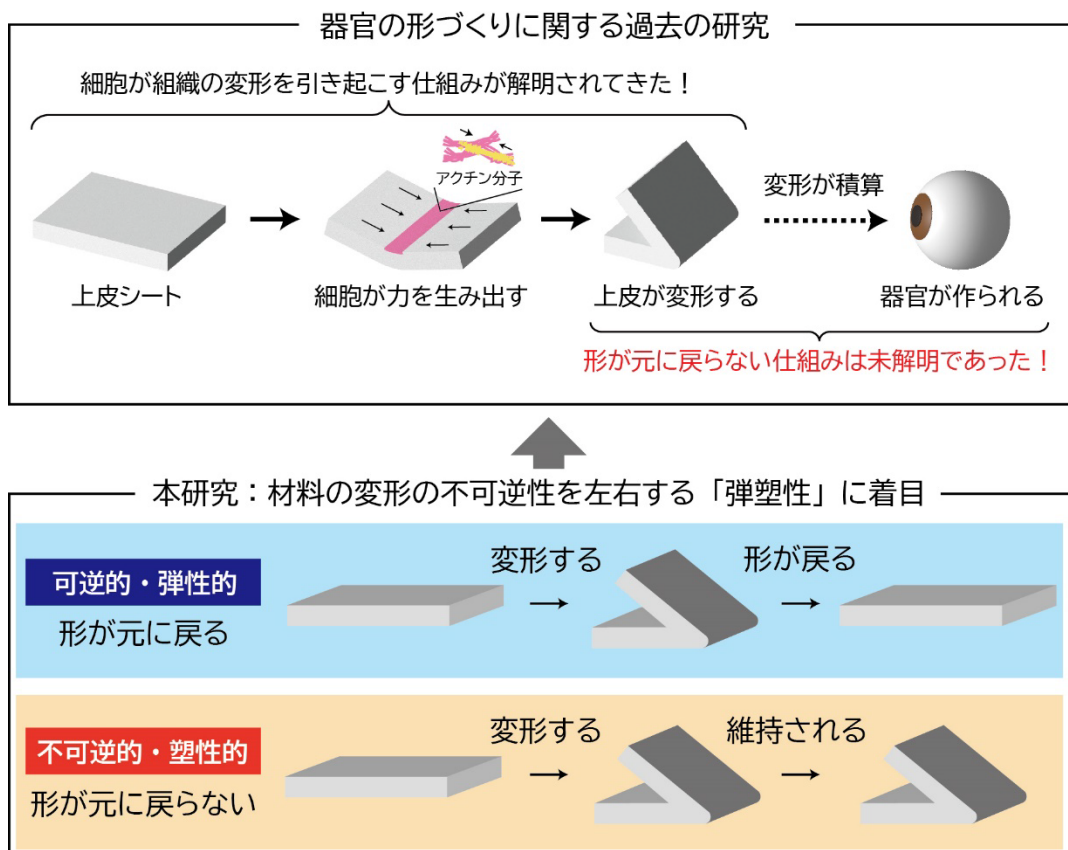 器官の形づくりに関する過去の研究
細胞が組織の変形を引き起こす仕組みが解明されてきた！
アクチン分子
変形が積算
上皮シート
細胞が力を生み出す
上皮が変形する
器官が作られる
形が元に戻らない仕組みは未解明であった！
本研究：材料の変形の不可逆性を左右する「弾塑性」に着目
可逆的・弾性的
形が元に戻る
変形する
形が戻る
不可逆的・塑性的
形が元に戻らない
変形する
維持される